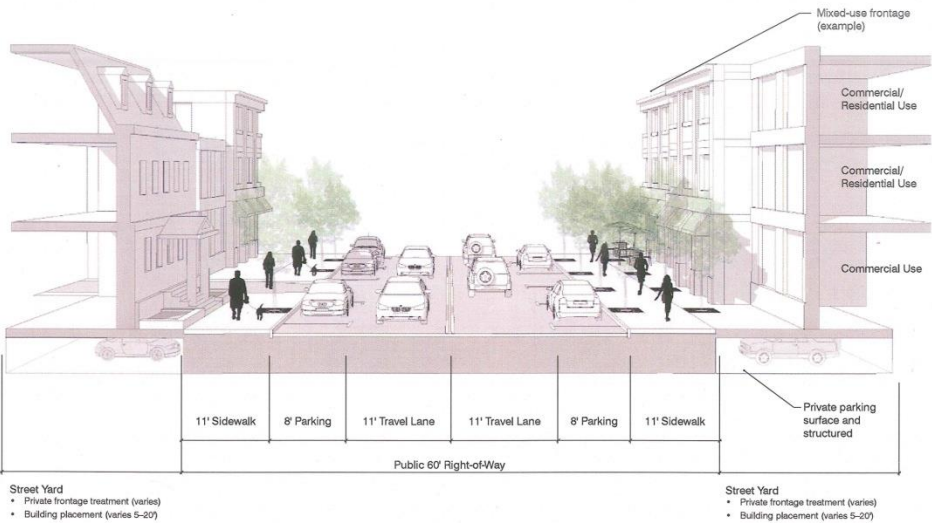 Mixed-use frontage
(example)
Commercial/
Residential Use
Commercial/
Residential Use
Commercial Use
Private parking
surface and
structured
11' Sidewalk
8' Parking
11' Travel Lane
11' Travel Lane
8' Parking
11' Sidewalk
Public 60' Right-of-Way
Street Yard
• Private frontage treatment (varies)
• Building placement (varies 5–20')
Street Yard
• Private frontage treatment (varies)
• Building placement (varies 5–20')